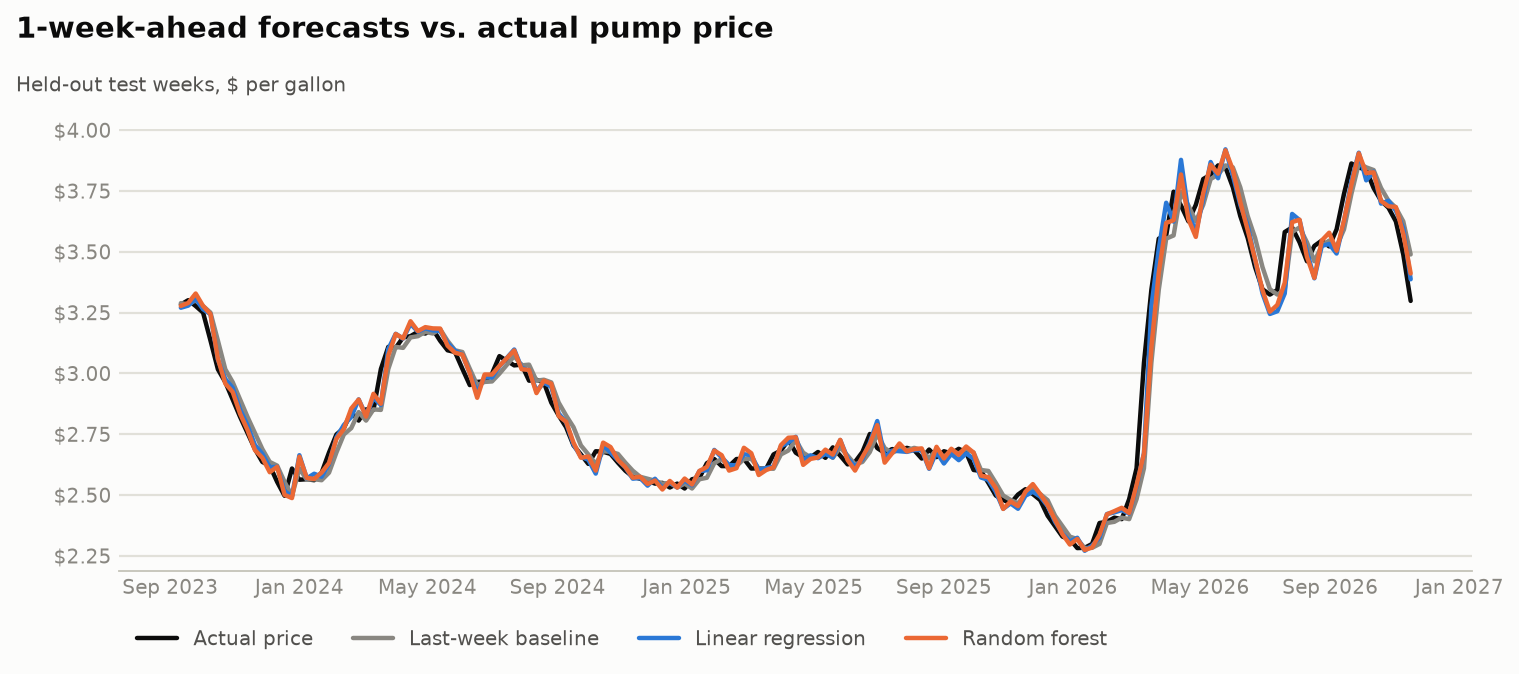 1-week-ahead forecasts vs. actual pump price
Held-out test weeks, $ per gallon
$4.00
$3.75
$3.50
$3.25
$3.00
$2.75
$2.50
$2.25
Sep 2023 Jan 2024 May 2024 Sep 2024 Jan 2025 May 2025 Sep 2025 Jan 2026 May 2026 Sep 2026 Jan 2027
Actual price Last-week baseline Linear regression Random forest